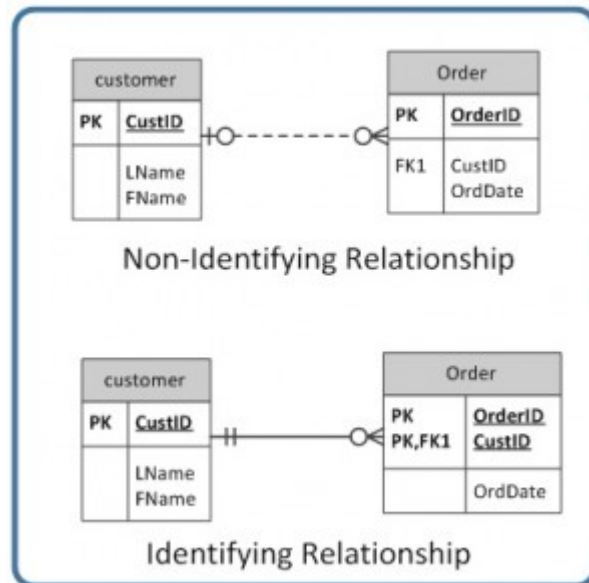 customer
PK CustID
LName
FName
Order
PK OrderID
FK1 CustID
OrdDate
Non-Identifying Relationship
customer
PK CustID
LName
FName
Order
PK OrderID
PK,FK1 CustID
OrdDate
Identifying Relationship